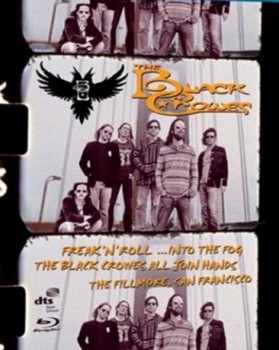 THE
BLACK
CROWES
FREAK 'N' ROLL ...INTO THE FOG
THE BLACK CROWES ALL JOIN HANDS
THE FILLMORE, SAN FRANCISCO
dts
Blu-ray